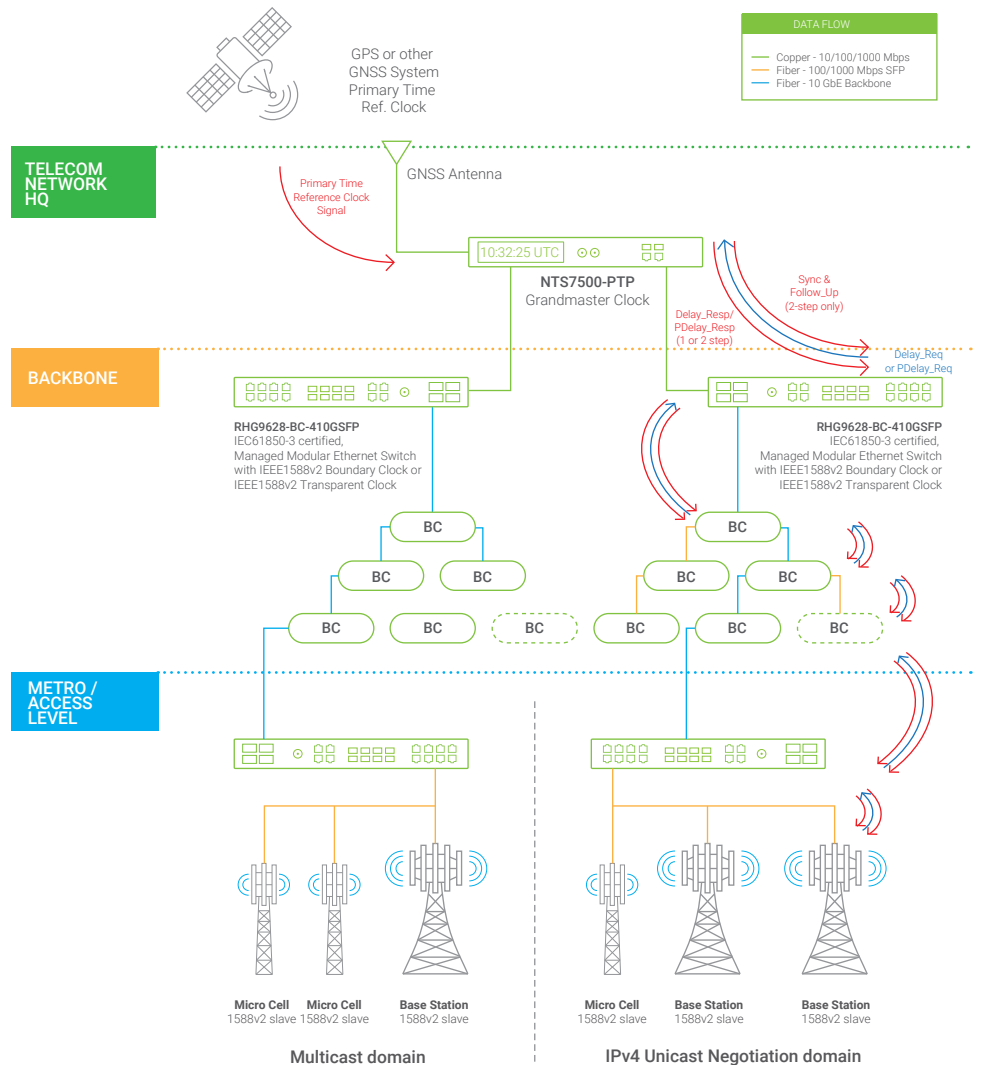 GPS or other
GNSS System
Primary Time
Ref. Clock
DATA FLOW
Copper - 10/100/1000 Mbps
Fiber - 100/1000 Mbps SFP
Fiber - 10 GbE Backbone
TELECOM
NETWORK
HQ
GNSS Antenna
Primary Time
Reference Clock
Signal
10:32:25 UTC
NTS7500-PTP
Grandmaster Clock
Sync &
Follow_Up
(2-step only)
Delay_Resp/
PDelay_Resp
(1 or 2 step)
Delay_Req
or PDelay_Req
BACKBONE
RHG9628-BC-410GSFP
IEC61850-3 certified,
Managed Modular Ethernet Switch
with IEEE1588v2 Boundary Clock or
IEEE1588v2 Transparent Clock
RHG9628-BC-410GSFP
IEC61850-3 certified,
Managed Modular Ethernet Switch
with IEEE1588v2 Boundary Clock or
IEEE1588v2 Transparent Clock
BC
BC
BC
BC
BC
BC
BC
BC
BC
BC
BC
BC
METRO /
ACCESS
LEVEL
Micro Cell
1588v2 slave
Micro Cell
1588v2 slave
Base Station
1588v2 slave
Micro Cell
1588v2 slave
Base Station
1588v2 slave
Base Station
1588v2 slave
Multicast domain
IPv4 Unicast Negotiation domain